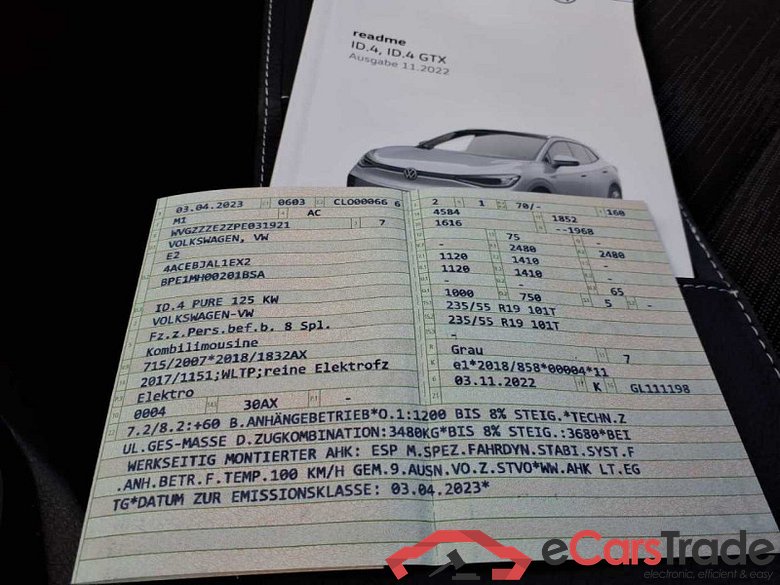 readme
ID.4, ID.4 GTX
Ausgabe 11.2022
03.04.2023 0603 CLO00066 6
M1 AC
WVGZZZE2ZPE031921 7
VOLKSWAGEN, VW
E2
4ACEBJAL1EX2
BPE1MH00201BSA
ID.4 PURE 125 KW
VOLKSWAGEN-VW
Fz.z.Pers.bef.b. 8 Spl.
Kombilimousine
715/2007*2018/1832AX
2017/1151;WLTP;reine Elektrofz
Elektro
0004 30AX -
2 1 70/- 160
4584 1852
1616 --1968
- 75
- 2480 2480
1120 1410 -
1120 1410 -
- - 65
1000 750 5 -
235/55 R19 101T
235/55 R19 101T
-
-
Grau 7
e1*2018/858*00004*11
03.11.2022 K GL111198
7.2/8.2:+60 B.ANHÄNGEBETRIEB*O.1:1200 BIS 8% STEIG.*TECHN.Z
UL.GES-MASSE D.ZUGKOMBINATION:3480KG*BIS 8% STEIG.:3680*BEI
WERKSEITIG MONTIERTER AHK: ESP M.SPEZ.FAHRDYN.STABI.SYST.F
.ANH.BETR.F.TEMP.100 KM/H GEM.9.AUSN.VO.Z.STVO*WW.AHK LT.EG
TG*DATUM ZUR EMISSIONSKLASSE: 03.04.2023*
eCarsTrade
electronic, efficient & easy